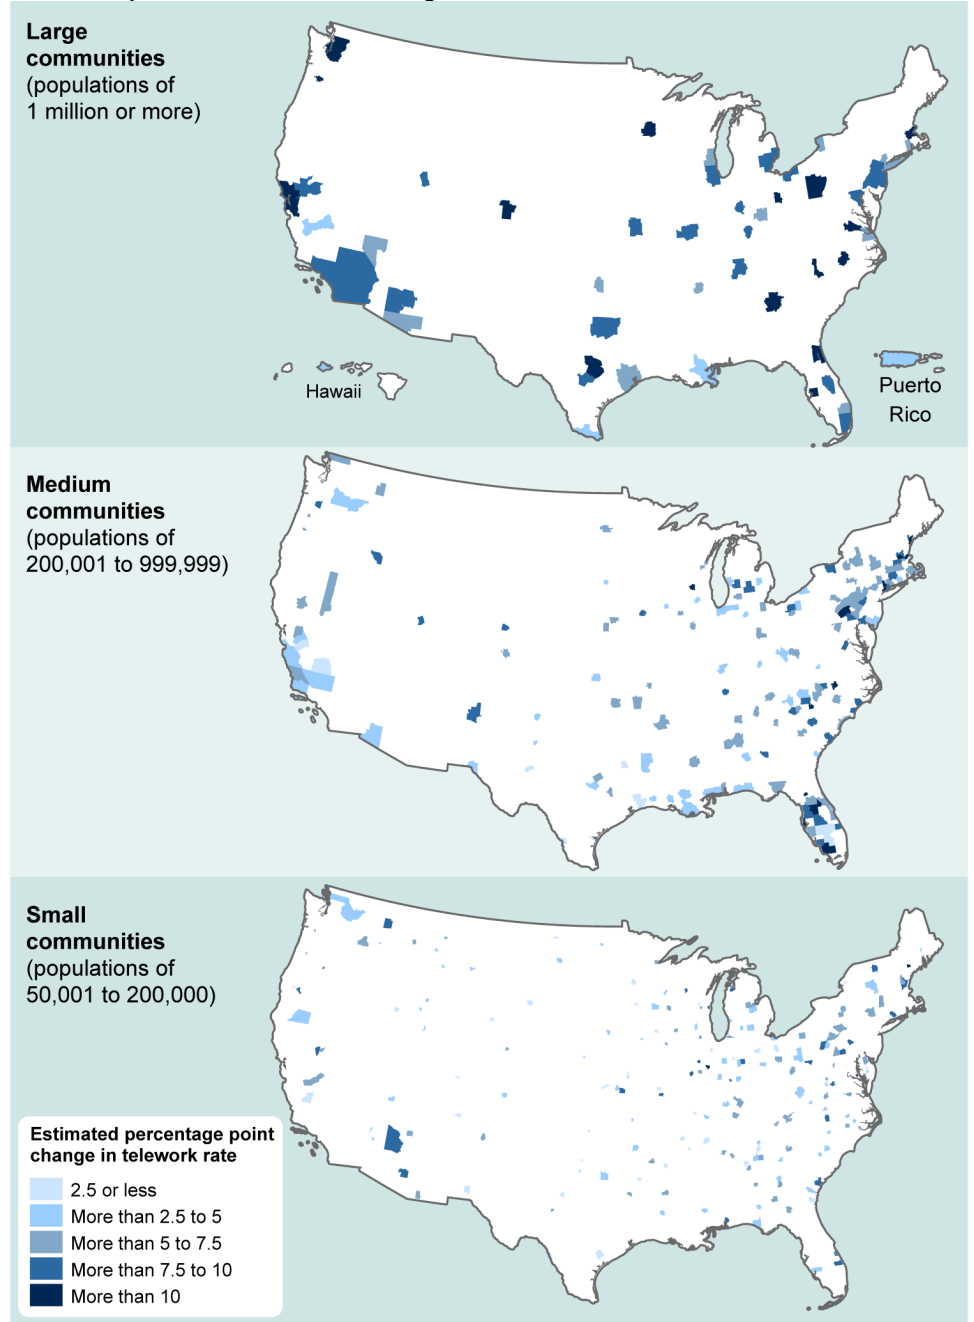 Large
communities
(populations of
1 million or more)
Hawaii
Puerto
Rico
Medium
communities
(populations of
200,001 to 999,999)
Small
communities
(populations of
50,001 to 200,000)
Estimated percentage point
change in telework rate
2.5 or less
More than 2.5 to 5
More than 5 to 7.5
More than 7.5 to 10
More than 10